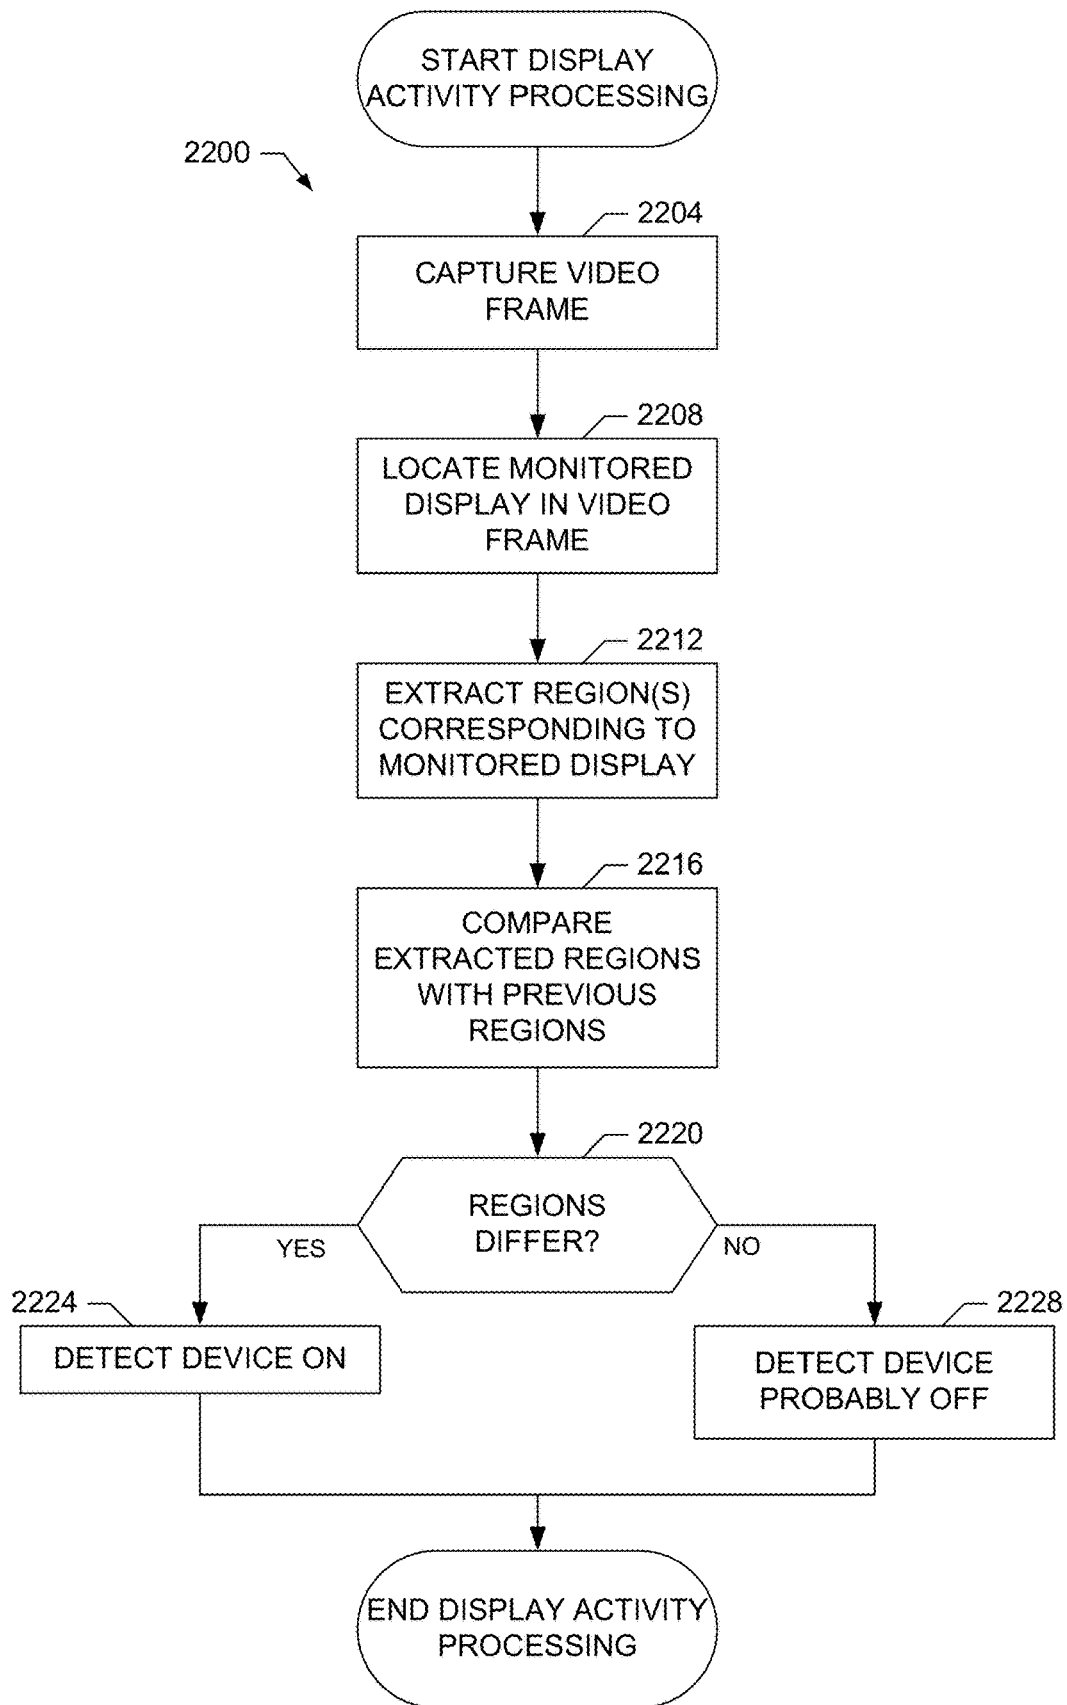 START DISPLAY
ACTIVITY PROCESSING
2200
2204
CAPTURE VIDEO
FRAME
2208
LOCATE MONITORED
DISPLAY IN VIDEO
FRAME
2212
EXTRACT REGION(S)
CORRESPONDING TO
MONITORED DISPLAY
2216
COMPARE
EXTRACTED REGIONS
WITH PREVIOUS
REGIONS
2220
REGIONS
DIFFER?
YES
NO
2224
DETECT DEVICE ON
2228
DETECT DEVICE
PROBABLY OFF
END DISPLAY ACTIVITY
PROCESSING